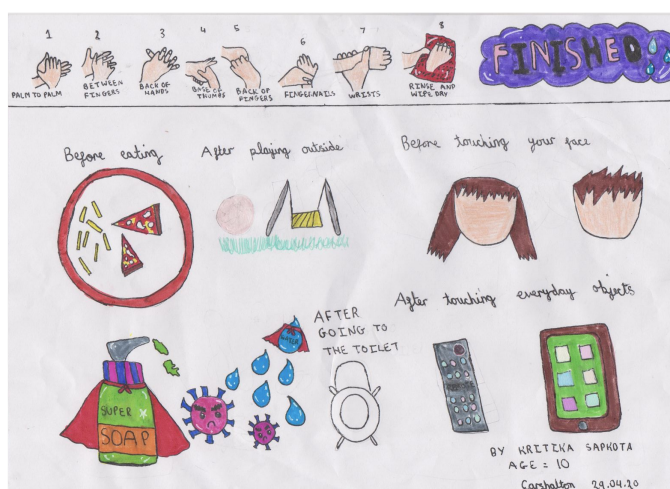 1 2 3 4 5 6 7 8
PALM TO PALM
BETWEEN
FINGERS
BACK OF
HANDS
BASE OF
THUMBS
BACK OF
FINGERS
FINGERNAILS
WRISTS
RINSE AND
WIPE DRY
FINISHED
Before eating
After playing outside
Before touching your face
SUPER
SOAP
AFTER
GOING TO
THE TOILET
After touching everyday objects
BY KRITIKA SAPKOTA
AGE = 10
Carshalton 29.04.20